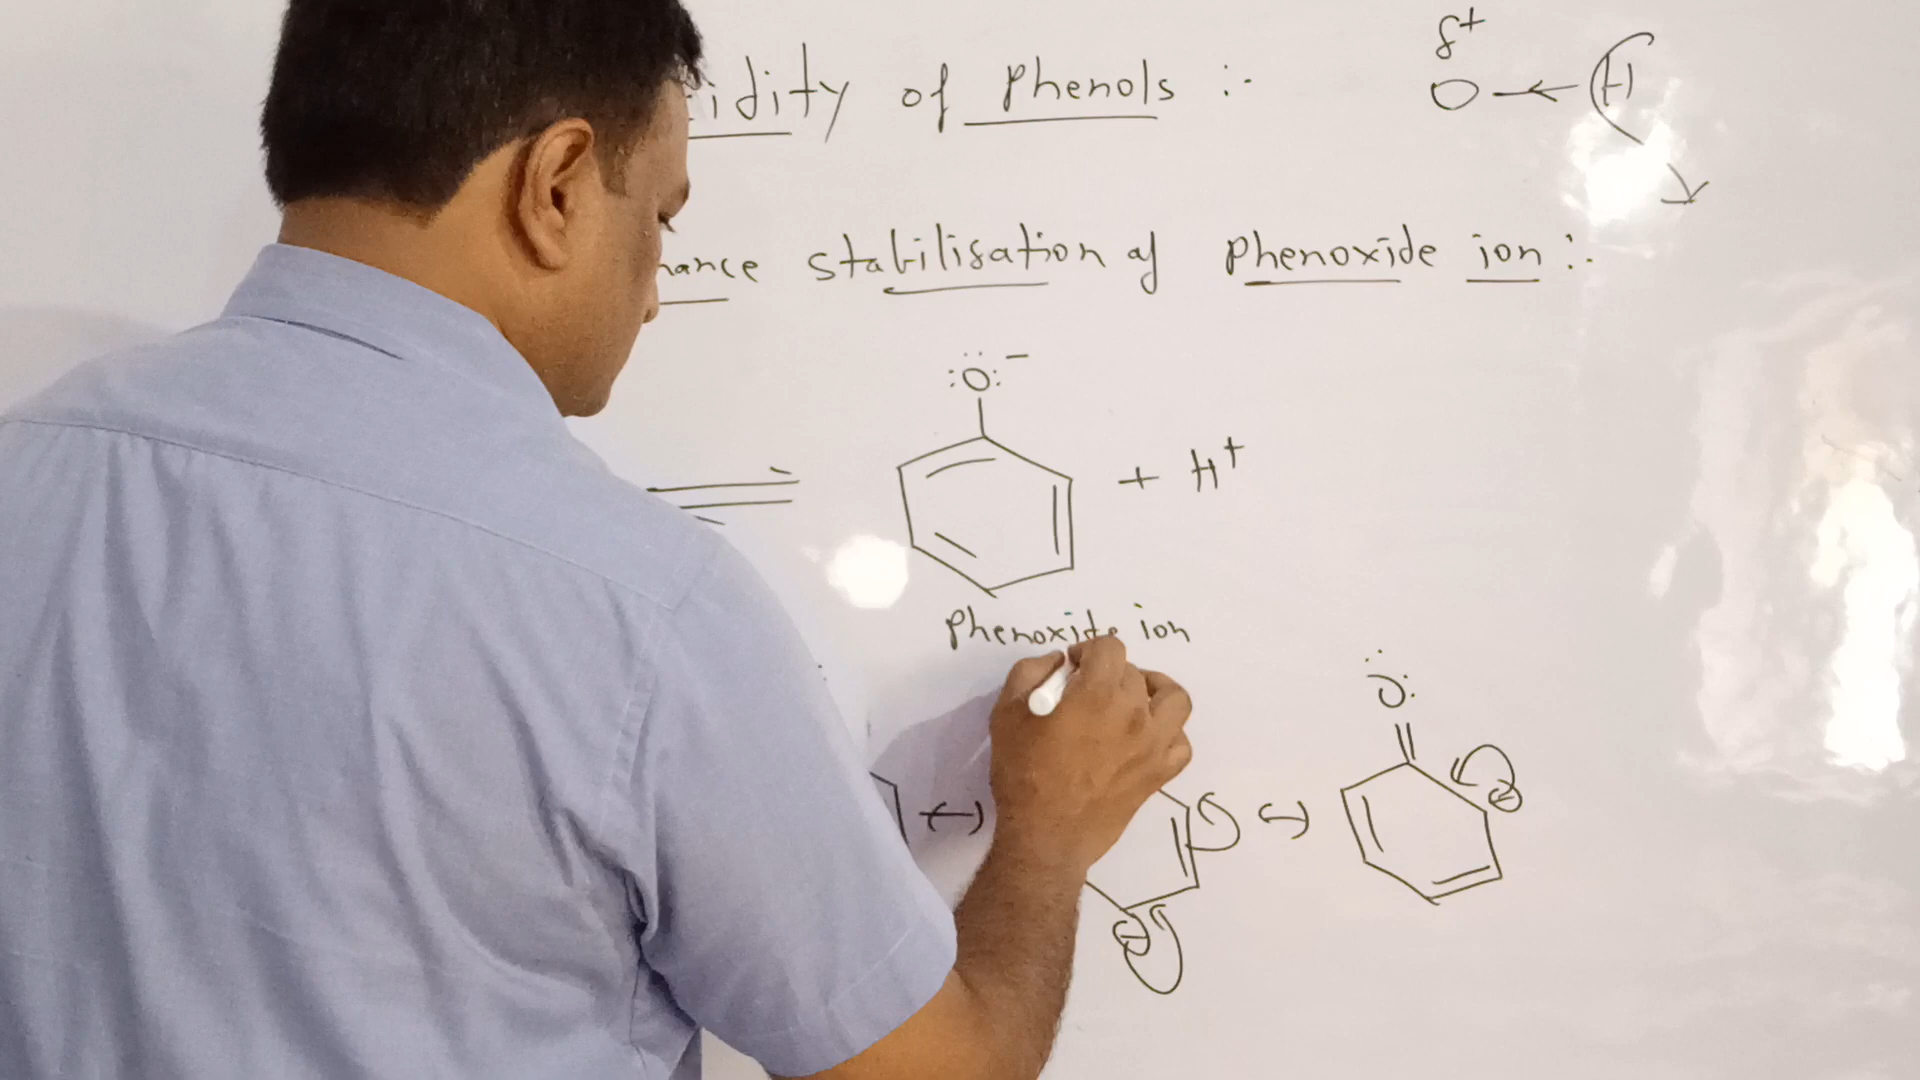 idity of Phenols :-
δ+
O ← H
nance stabilisation of Phenoxide ion :-
:O: −
+ H+
Phenoxide ion
O: